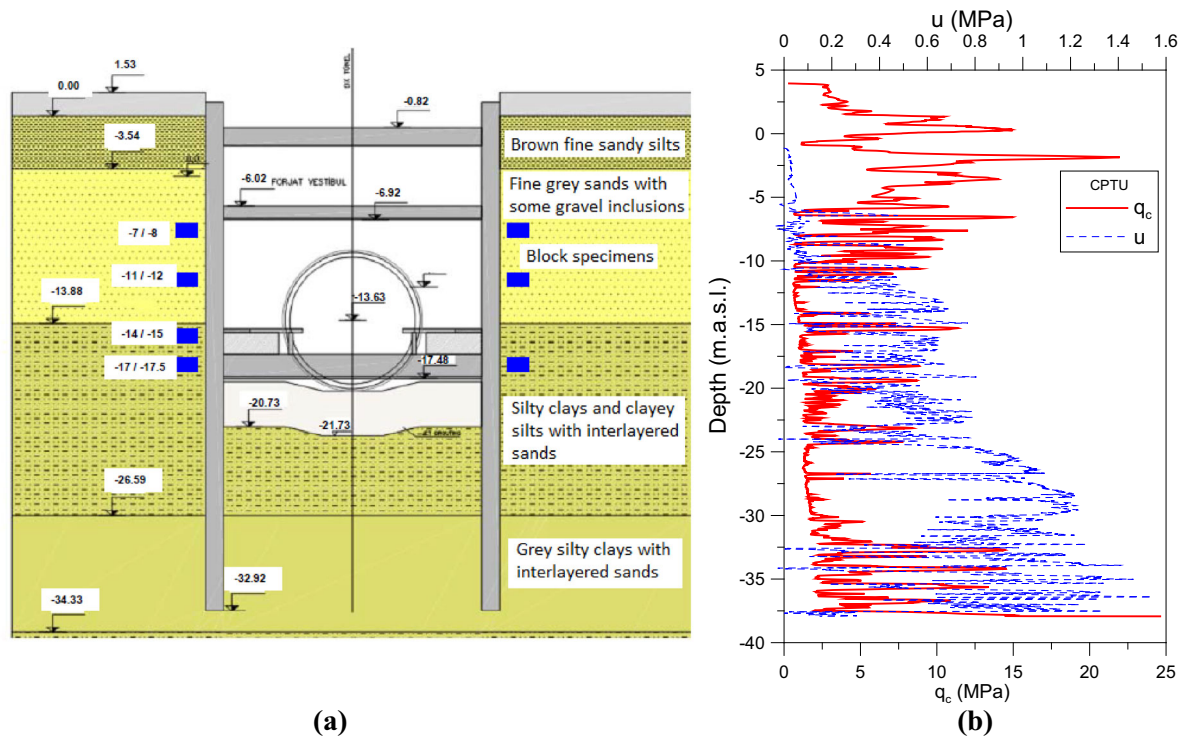 (a)
1.53
0.00
EIX TÚNEL
-0.82
-3.54
Brown fine sandy silts
-6.02
FORJAT VESTIBUL
-6.92
Fine grey sands with
some gravel inclusions
-7 / -8
Block specimens
-11 / -12
-13.88
-13.63
-14 / -15
-17 / -17.5
-17.48
-20.73
-21.73
Silty clays and clayey
silts with interlayered
sands
-26.59
Grey silty clays with
interlayered sands
-32.92
-34.33
(b)
u (MPa)
0 0.2 0.4 0.6 0.8 1 1.2 1.4 1.6
5
0
-5
-10
-15
-20
-25
-30
-35
-40
Depth (m.a.s.l.)
CPTU
qc
u
0 5 10 15 20 25
qc (MPa)
(a)
(b)